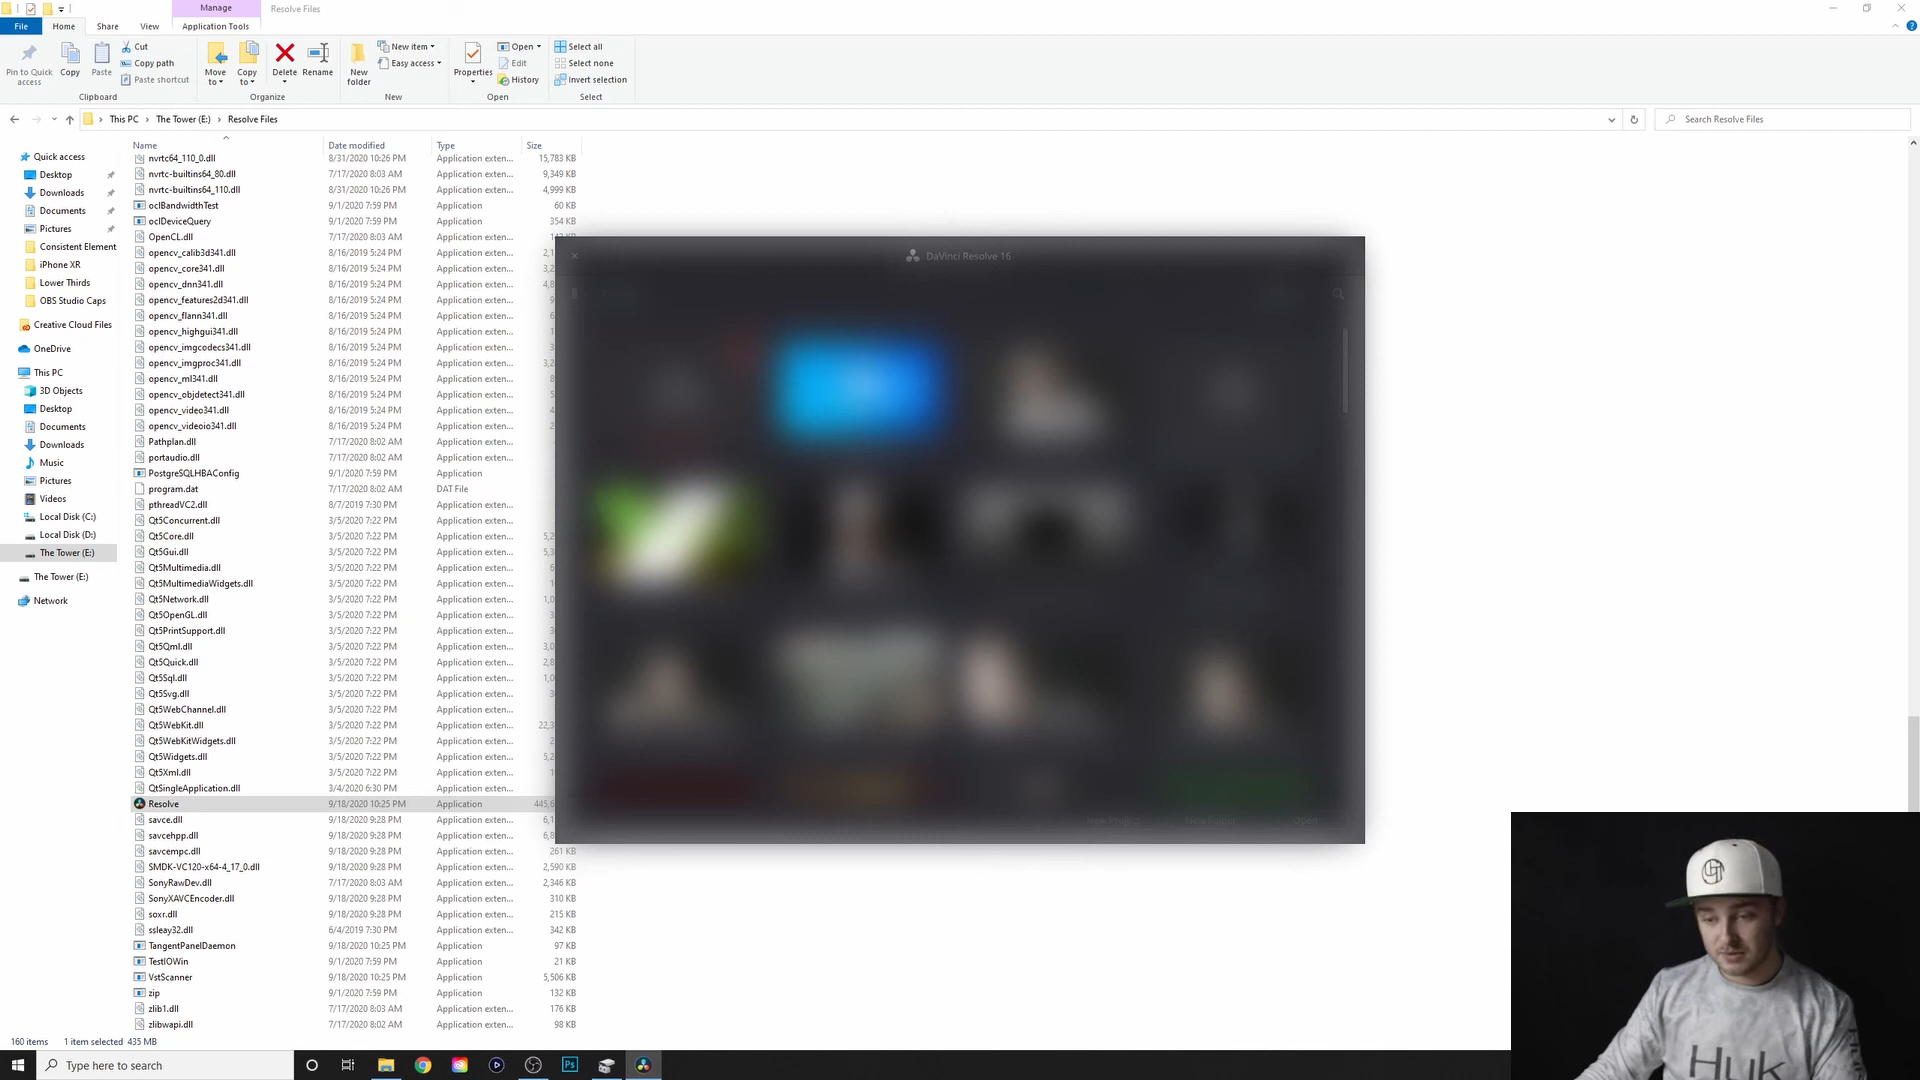 Manage
Resolve Files
File
Home
Share
View
Application Tools
Pin to Quick
access
Copy
Paste
Cut
Copy path
Paste shortcut
Clipboard
Move
to
Copy
to
Delete
Rename
Organize
New
folder
New item
Easy access
New
Properties
Open
Edit
History
Open
Select all
Select none
Invert selection
Select
This PC > The Tower (E:) > Resolve Files
Search Resolve Files
Name Date modified Type Size
Quick access
Desktop
Downloads
Documents
Pictures
Consistent Element
iPhone XR
Lower Thirds
OBS Studio Caps
Creative Cloud Files
OneDrive
This PC
3D Objects
Desktop
Documents
Downloads
Music
Pictures
Videos
Local Disk (C:)
Local Disk (D:)
The Tower (E:)
The Tower (E:)
Network
nvrtc64_110_0.dll 8/31/2020 10:26 PM Application exten... 15,783 KB
nvrtc-builtins64_80.dll 7/17/2020 8:03 AM Application exten... 9,349 KB
nvrtc-builtins64_110.dll 8/31/2020 10:26 PM Application exten... 4,999 KB
oclBandwidthTest 9/1/2020 7:59 PM Application 60 KB
oclDeviceQuery 9/1/2020 7:59 PM Application 354 KB
OpenCL.dll 7/17/2020 8:03 AM Application exten...
opencv_calib3d341.dll 8/16/2019 5:24 PM Application exten...
opencv_core341.dll 8/16/2019 5:24 PM Application exten...
opencv_dnn341.dll 8/16/2019 5:24 PM Application exten...
opencv_features2d341.dll 8/16/2019 5:24 PM Application exten...
opencv_flann341.dll 8/16/2019 5:24 PM Application exten...
opencv_highgui341.dll 8/16/2019 5:24 PM Application exten...
opencv_imgcodecs341.dll 8/16/2019 5:24 PM Application exten...
opencv_imgproc341.dll 8/16/2019 5:24 PM Application exten...
opencv_ml341.dll 8/16/2019 5:24 PM Application exten...
opencv_objdetect341.dll 8/16/2019 5:24 PM Application exten...
opencv_video341.dll 8/16/2019 5:24 PM Application exten...
opencv_videoio341.dll 8/16/2019 5:24 PM Application exten...
Pathplan.dll 7/17/2020 8:02 AM Application exten...
portaudio.dll 7/17/2020 8:02 AM Application exten...
PostgreSQLHBAConfig 9/1/2020 7:59 PM Application
program.dat 7/17/2020 8:02 AM DAT File
pthreadVC2.dll 8/7/2019 7:30 PM Application exten...
Qt5Concurrent.dll 3/5/2020 7:22 PM Application exten...
Qt5Core.dll 3/5/2020 7:22 PM Application exten...
Qt5Gui.dll 3/5/2020 7:22 PM Application exten...
Qt5Multimedia.dll 3/5/2020 7:22 PM Application exten...
Qt5MultimediaWidgets.dll 3/5/2020 7:22 PM Application exten...
Qt5Network.dll 3/5/2020 7:22 PM Application exten...
Qt5OpenGL.dll 3/5/2020 7:22 PM Application exten...
Qt5PrintSupport.dll 3/5/2020 7:22 PM Application exten...
Qt5Qml.dll 3/5/2020 7:22 PM Application exten...
Qt5Quick.dll 3/5/2020 7:22 PM Application exten...
Qt5Sql.dll 3/5/2020 7:22 PM Application exten...
Qt5Svg.dll 3/5/2020 7:22 PM Application exten...
Qt5WebChannel.dll 3/5/2020 7:22 PM Application exten...
Qt5WebKit.dll 3/5/2020 7:22 PM Application exten...
Qt5WebKitWidgets.dll 3/5/2020 7:22 PM Application exten...
Qt5Widgets.dll 3/5/2020 7:22 PM Application exten...
Qt5Xml.dll 3/5/2020 7:22 PM Application exten...
QtSingleApplication.dll 3/4/2020 6:30 PM Application exten...
Resolve 9/18/2020 10:25 PM Application
savce.dll 9/18/2020 9:28 PM Application exten...
savcehpp.dll 9/18/2020 9:28 PM Application exten...
savcempc.dll 9/18/2020 9:28 PM Application exten... 261 KB
SMDK-VC120-x64-4_17_0.dll 9/18/2020 9:28 PM Application exten... 2,590 KB
SonyRawDev.dll 7/17/2020 8:03 AM Application exten... 2,346 KB
SonyXAVCEncoder.dll 9/18/2020 9:28 PM Application exten... 310 KB
soxr.dll 9/18/2020 9:28 PM Application exten... 215 KB
ssleay32.dll 6/4/2019 7:30 PM Application exten... 342 KB
TangentPanelDaemon 9/18/2020 10:25 PM Application 97 KB
TestIOWin 9/1/2020 7:59 PM Application 21 KB
VstScanner 9/18/2020 10:25 PM Application 5,506 KB
zip 9/1/2020 7:59 PM Application 132 KB
zlib1.dll 7/17/2020 8:03 AM Application exten... 176 KB
zlibwapi.dll 7/17/2020 8:02 AM Application exten... 98 KB
DaVinci Resolve 16
New Project
New Folder
Open
160 items 1 item selected 435 MB
Type here to search
Ps
Huk